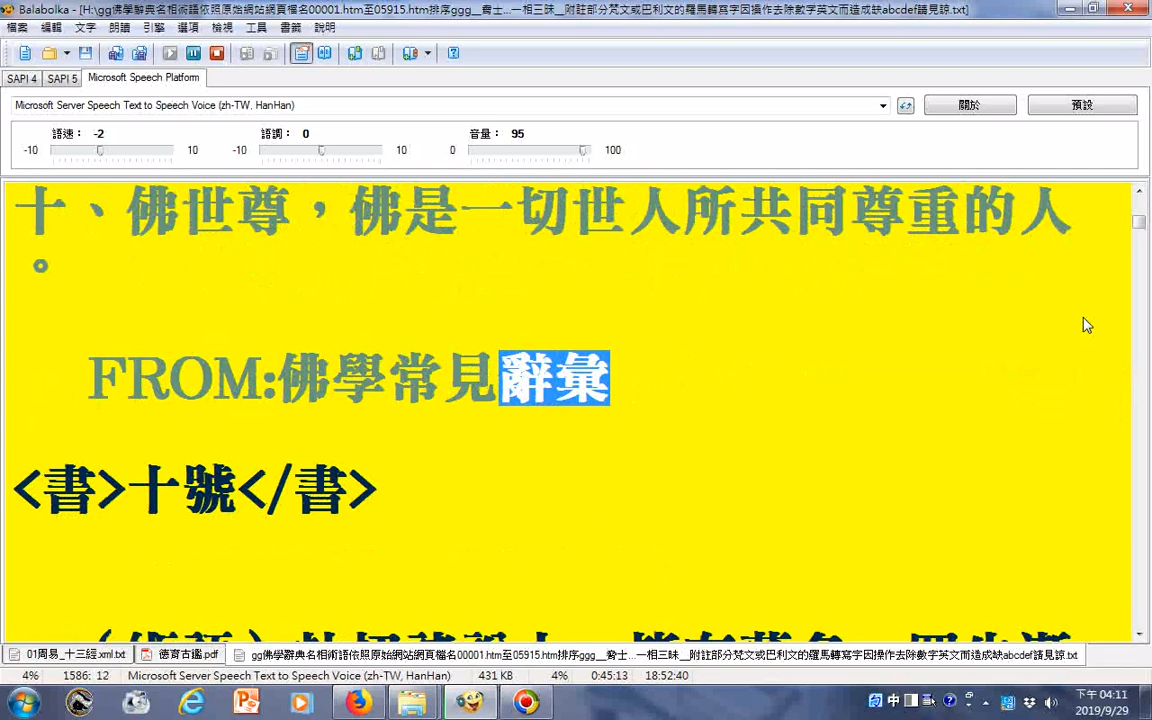 Balabolka - [H:\gg佛學辭典名相術語依照原始網站網頁檔名00001.htm至05915.htm排序ggg__脅士...一相三昧__附註部分梵文或巴利文的羅馬轉寫字因操作去除數字英文而造成缺abcdef請見諒.txt]
檔案 編輯 文字 朗讀 引擎 選項 檢視 工具 書籤 說明
SAPI 4 SAPI 5 Microsoft Speech Platform
Microsoft Server Speech Text to Speech Voice (zh-TW, HanHan) 關於 預設
語速： -2 語調： 0 音量： 95
-10 10 -10 10 0 100
十、佛世尊，佛是一切世人所共同尊重的人
。
FROM:佛學常見辭彙
<書>十號</書>
01周易_十三經.xml.txt 德育古鑑.pdf gg佛學辭典名相術語依照原始網站網頁檔名00001.htm至05915.htm排序ggg__脅士...一相三昧__附註部分梵文或巴利文的羅馬轉寫字因操作去除數字英文而造成缺abcdef請見諒.txt
4% 1586: 12 Microsoft Server Speech Text to Speech Voice (zh-TW, HanHan) 431 KB 4% 0:45:13 18:52:40
中 下午 04:11
2019/9/29